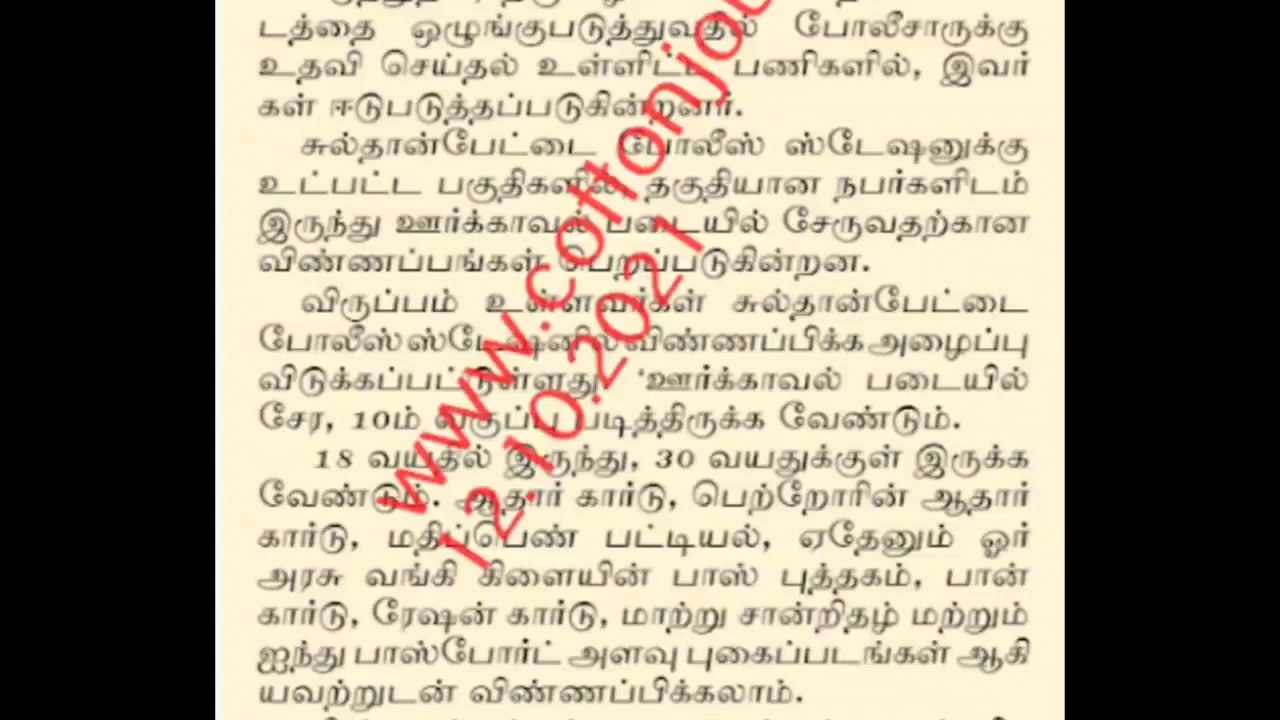 டத்தை ஒழுங்குபடுத்துவதில் போலீசாருக்கு
உதவி செய்தல் உள்ளிட்ட பணிகளில், இவர்
கள் ஈடுபடுத்தப்படுகின்றனர்.
சுல்தான்பேட்டை போலீஸ் ஸ்டேஷனுக்கு
உட்பட்ட பகுதிகளில், தகுதியான நபர்களிடம்
இருந்து ஊர்க்காவல் படையில் சேருவதற்கான
விண்ணப்பங்கள் பெறப்படுகின்றன.
விருப்பம் உள்ளவர்கள் சுல்தான்பேட்டை
போலீஸ் ஸ்டேஷனில் விண்ணப்பிக்க அழைப்பு
விடுக்கப்பட்டுள்ளது. 'ஊர்க்காவல் படையில்
சேர, 10ம் வகுப்பு படித்திருக்க வேண்டும்.
18 வயதில் இருந்து, 30 வயதுக்குள் இருக்க
வேண்டும். ஆதார் கார்டு, பெற்றோரின் ஆதார்
கார்டு, மதிப்பெண் பட்டியல், ஏதேனும் ஓர்
அரசு வங்கி கிளையின் பாஸ் புத்தகம், பான்
கார்டு, ரேஷன் கார்டு, மாற்று சான்றிதழ் மற்றும்
ஐந்து பாஸ்போர்ட் அளவு புகைப்படங்கள் ஆகி
யவற்றுடன் விண்ணப்பிக்கலாம்.
www.cottonjou
12.10.2021